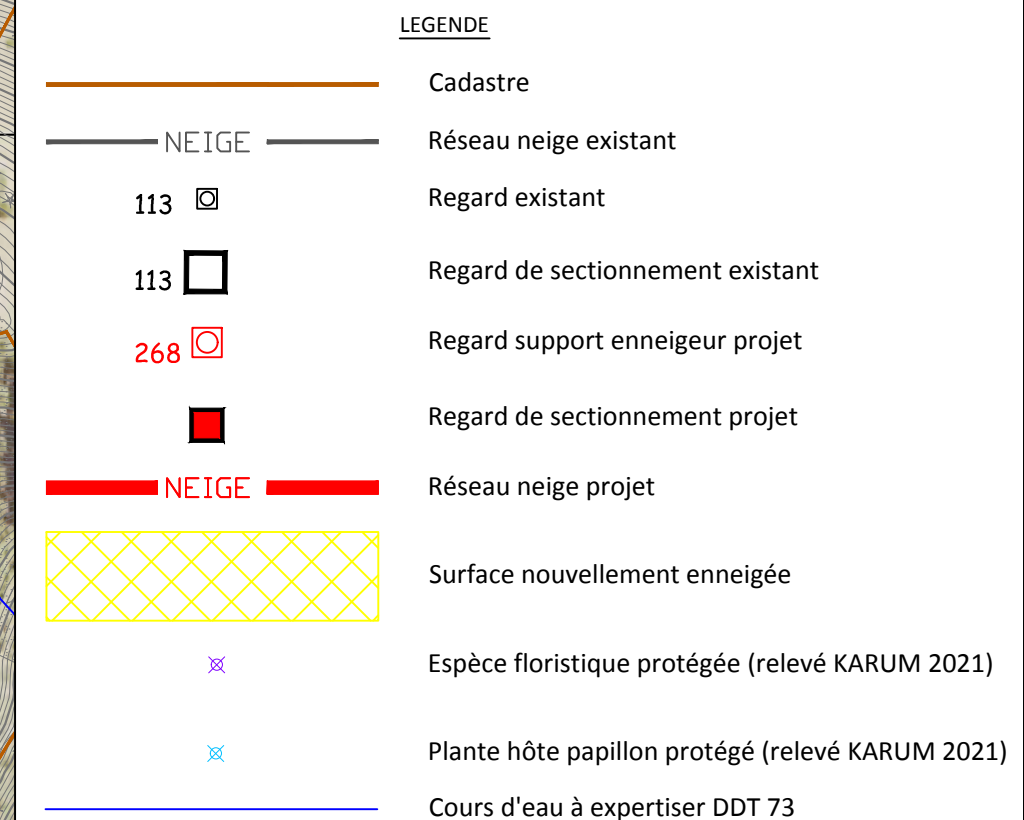 LEGENDE
Cadastre
NEIGE Réseau neige existant
113 Regard existant
113 Regard de sectionnement existant
268 Regard support enneigeur projet
Regard de sectionnement projet
NEIGE Réseau neige projet
Surface nouvellement enneigée
Espèce floristique protégée (relevé KARUM 2021)
Plante hôte papillon protégé (relevé KARUM 2021)
Cours d'eau à expertiser DDT 73